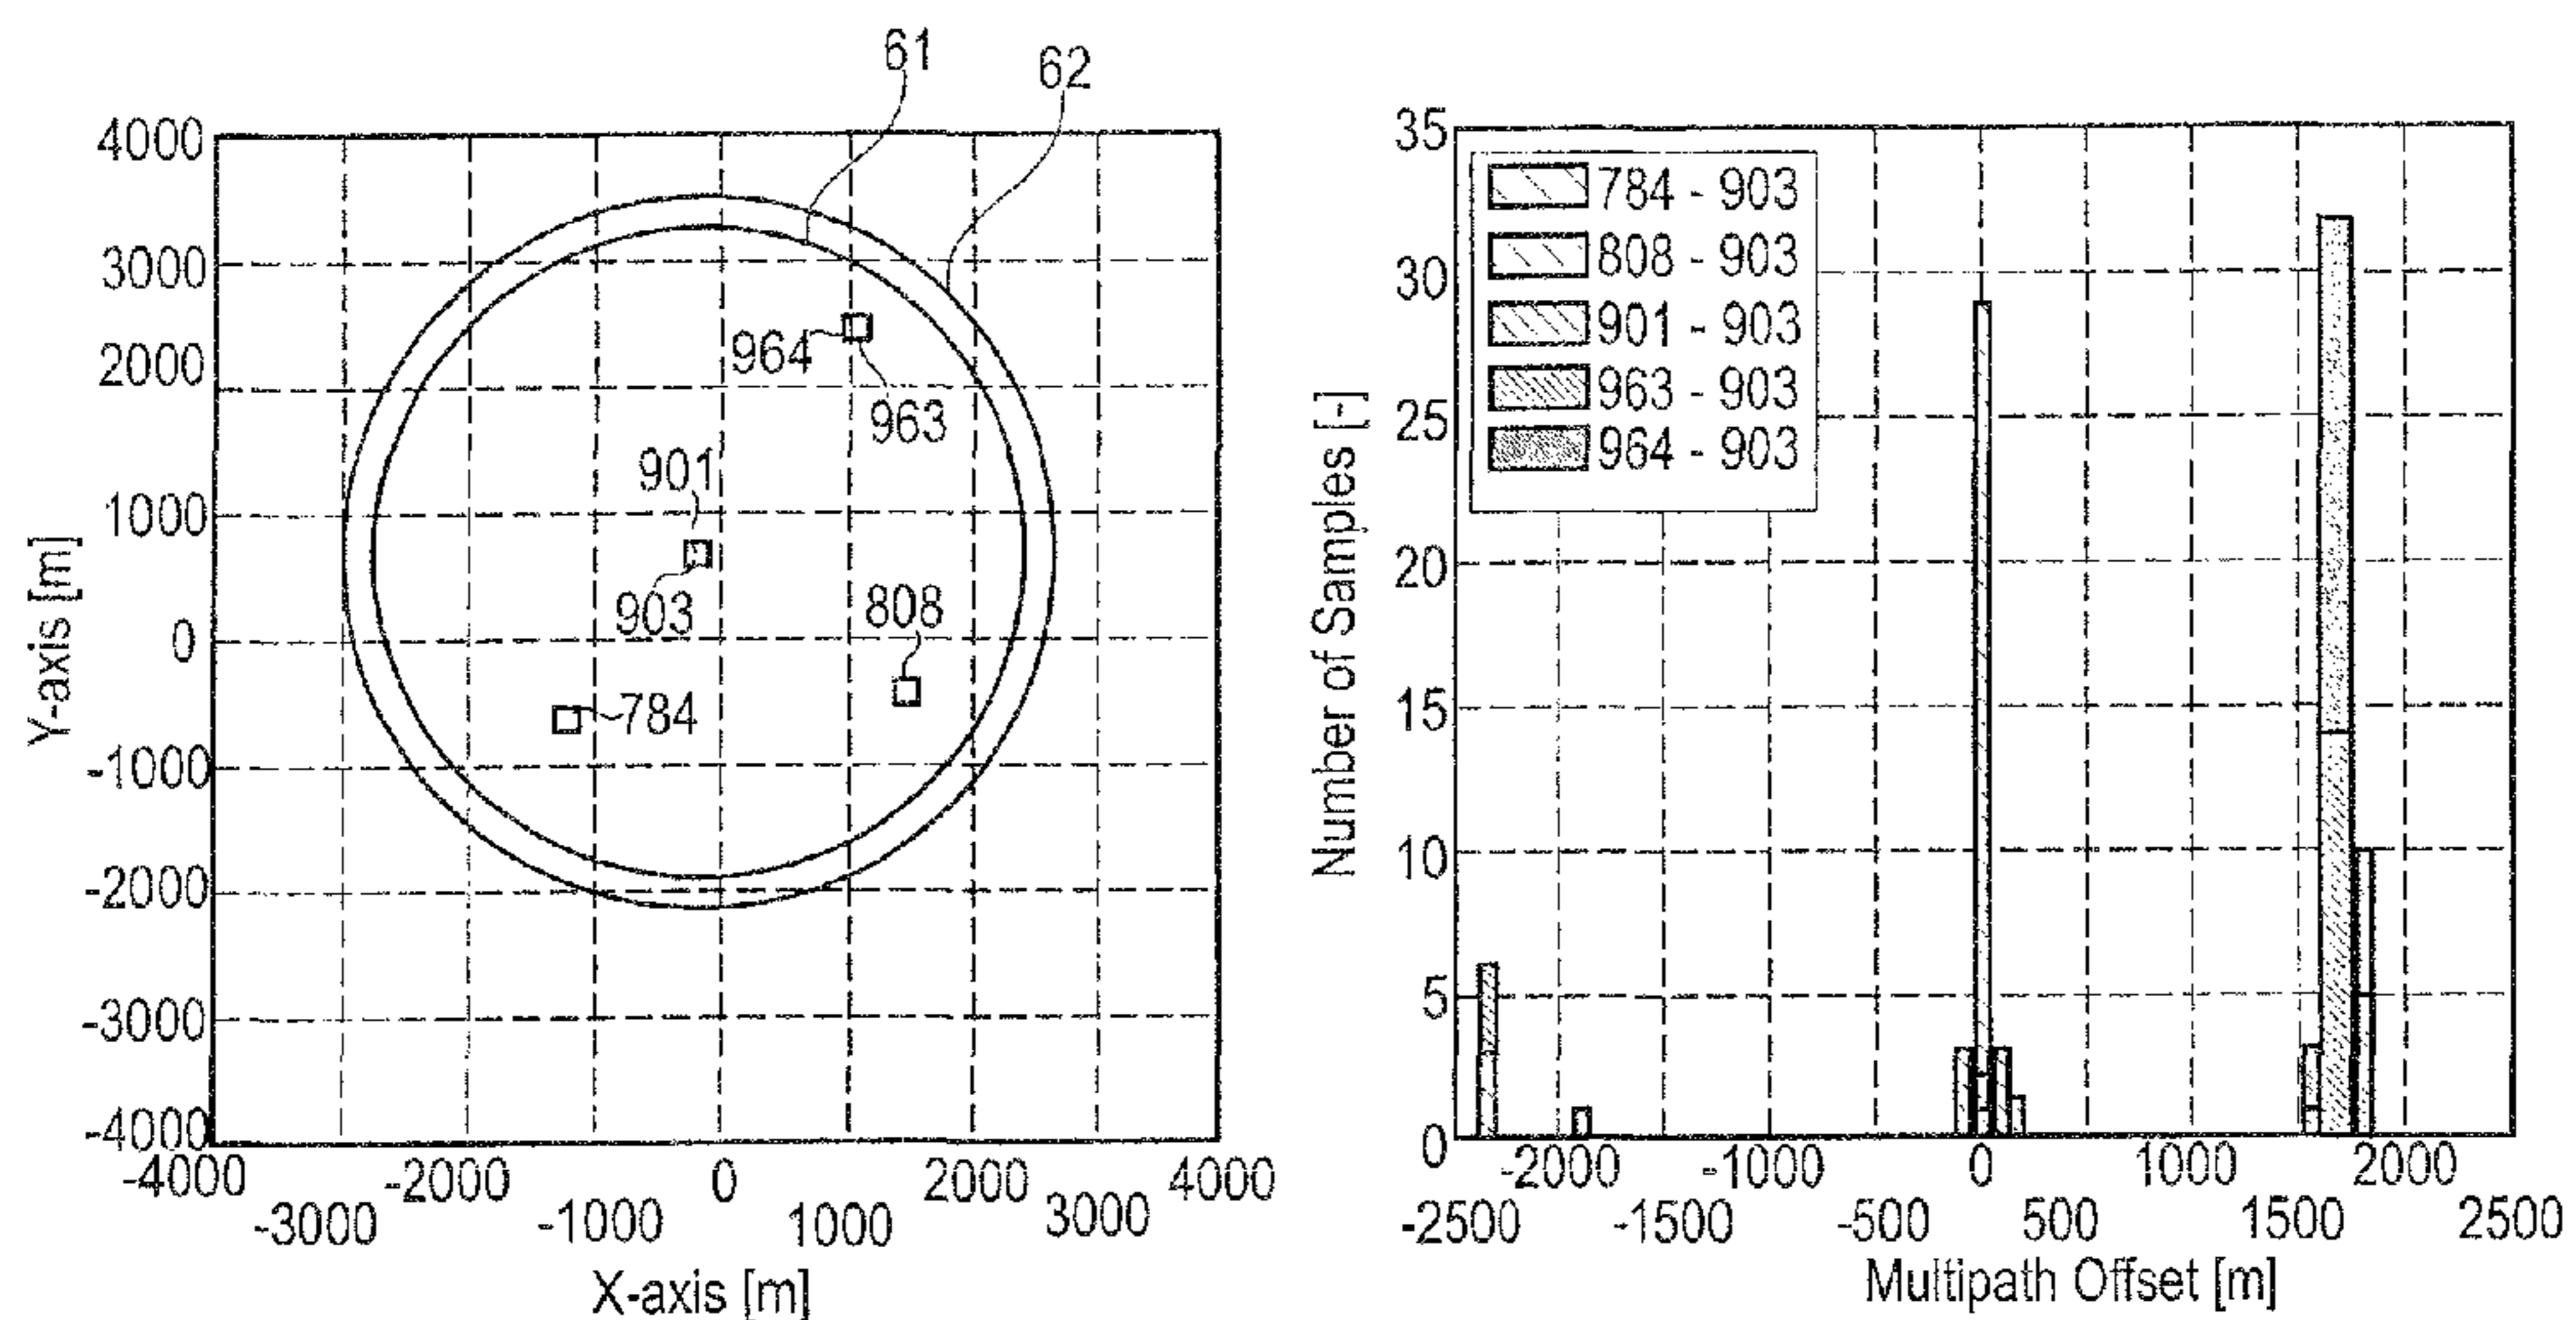 61
62
4000
3000
2000
1000
0
-1000
-2000
-3000
-4000
Y-axis [m]
964
963
901
903
808
784
-4000 -2000 0 2000 4000
-3000 -1000 1000 3000
X-axis [m]
35
30
25
20
15
10
5
0
Number of Samples [-]
784 - 903
808 - 903
901 - 903
963 - 903
964 - 903
-2000 -1000 0 1000 2000
-2500 -1500 -500 500 1500 2500
Multipath Offset [m]